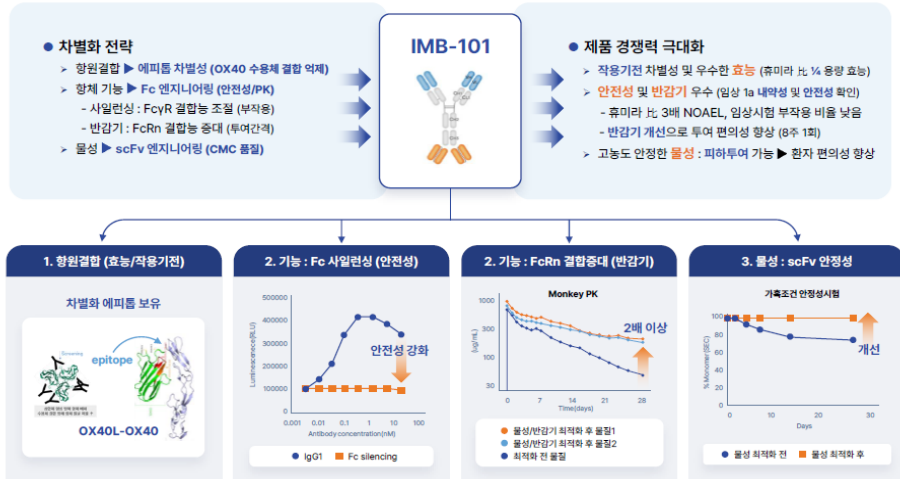 ● 차별화 전략
➢ 항원결합 ▶ 에피톱 차별성 (OX40 수용체 결합 억제)
➢ 항체 기능 ▶ Fc 엔지니어링 (안전성/PK)
- 사일런싱 : FcγR 결합능 조절 (부작용)
- 반감기 : FcRn 결합능 증대 (투여간격)
➢ 물성 ▶ scFv 엔지니어링 (CMC 품질)
IMB-101
● 제품 경쟁력 극대화
➢ 작용기전 차별성 및 우수한 효능 (휴미라 比 ¼ 용량 효능)
➢ 안전성 및 반감기 우수 (임상 1a 내약성 및 안전성 확인)
- 휴미라 比 3배 NOAEL, 임상시험 부작용 비율 낮음
- 반감기 개선으로 투여 편의성 향상 (8주 1회)
➢ 고농도 안정한 물성 : 피하투여 가능 ▶ 환자 편의성 향상
1. 항원결합 (효능/작용기전)
차별화 에피톱 보유
Screening
epitope
OX40L-OX40
2. 기능 : Fc 사일런싱 (안전성)
Luminescence(RLU)
500000
400000
300000
200000
100000
0
안전성 강화
0.001 0.01 0.1 1 10 100
Antibody concentration(nM)
IgG1 Fc silencing
2. 기능 : FcRn 결합증대 (반감기)
Monkey PK
(ug/mL)
1000
300
100
30
2배 이상
0 7 14 21 28
Time(days)
물성/반감기 최적화 후 물질1
물성/반감기 최적화 후 물질2
최적화 전 물질
3. 물성 : scFv 안정성
가혹조건 안정성시험
% Monomer(SEC)
100
80
60
40
20
0
개선
0 10 20 30
Days
물성 최적화 전 물성 최적화 후